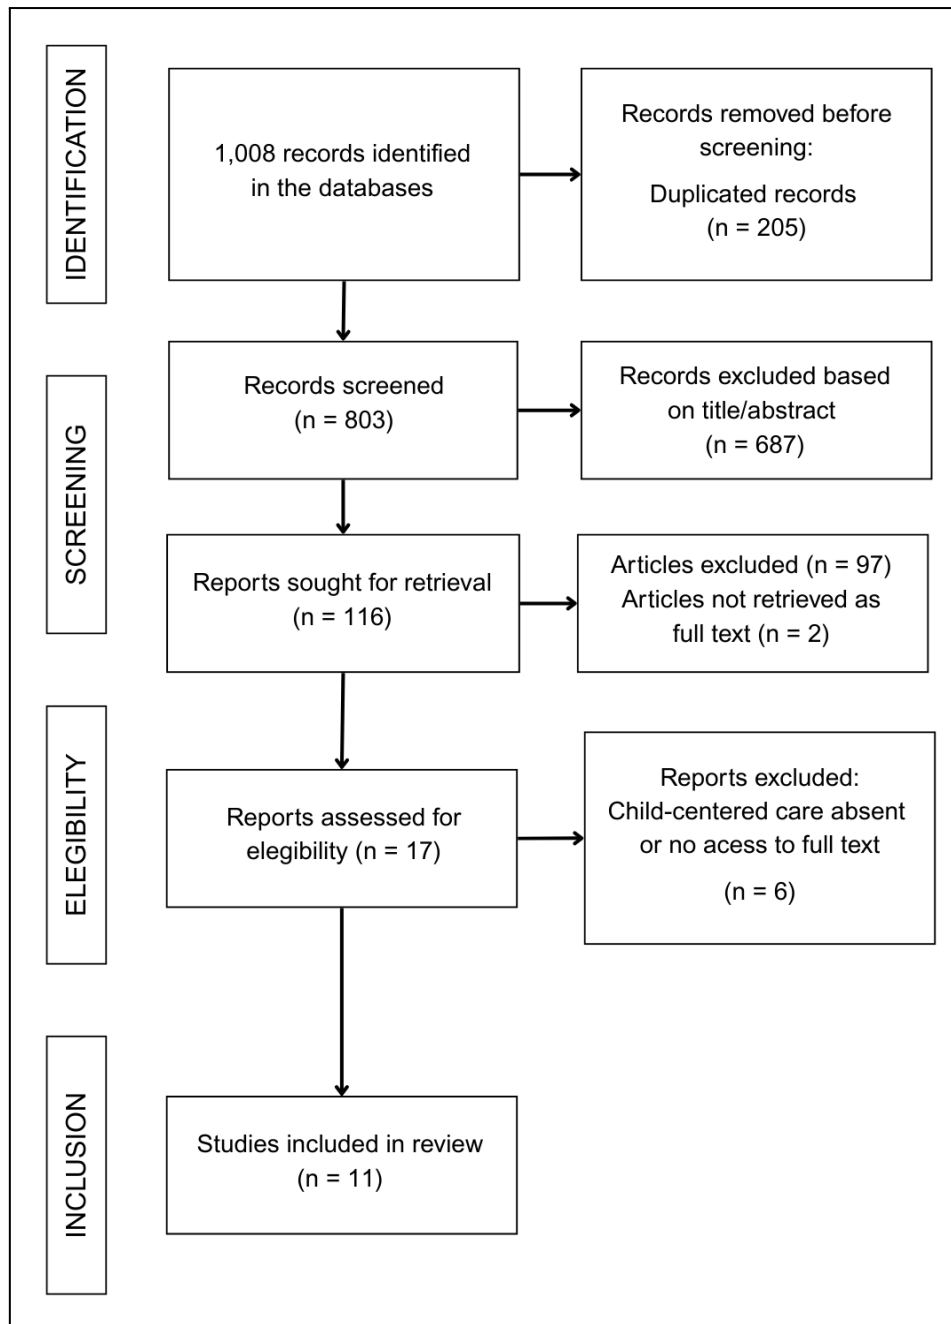 IDENTIFICATION
1,008 records identified
in the databases
Records removed before
screening:
Duplicated records
(n = 205)
SCREENING
Records screened
(n = 803)
Records excluded based
on title/abstract
(n = 687)
Reports sought for retrieval
(n = 116)
Articles excluded (n = 97)
Articles not retrieved as
full text (n = 2)
ELEGIBILITY
Reports assessed for
elegibility (n = 17)
Reports excluded:
Child-centered care absent
or no acess to full text
(n = 6)
INCLUSION
Studies included in review
(n = 11)